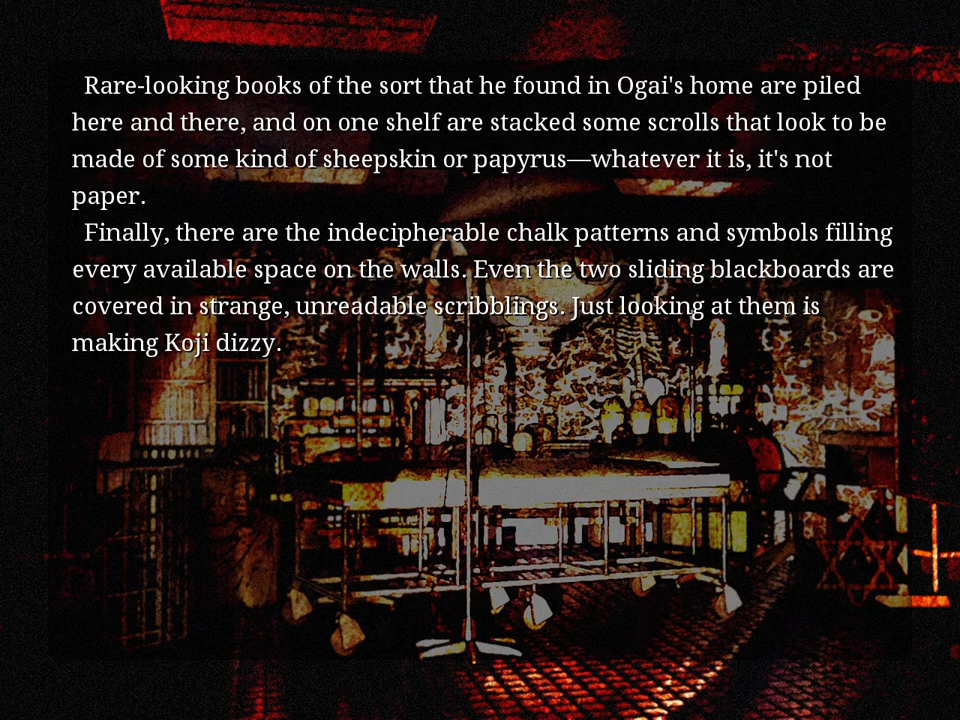 Rare-looking books of the sort that he found in Ogai's home are piled
here and there, and on one shelf are stacked some scrolls that look to be
made of some kind of sheepskin or papyrus—whatever it is, it's not
paper.
Finally, there are the indecipherable chalk patterns and symbols filling
every available space on the walls. Even the two sliding blackboards are
covered in strange, unreadable scribblings. Just looking at them is
making Koji dizzy.